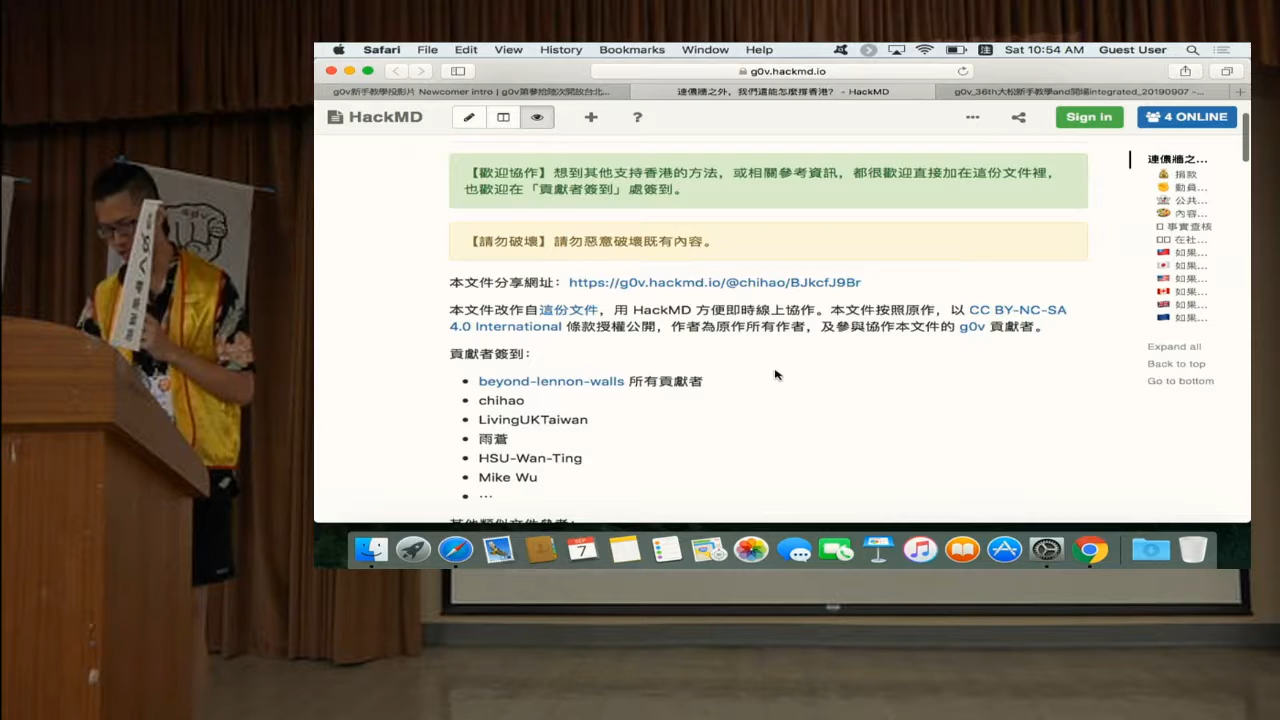 Safari File Edit View History Bookmarks Window Help Sat 10:54 AM Guest User
g0v.hackmd.io
g0v新手教學投影片 Newcomer intro | g0v第參拾陸次開放台北...
連儂牆之外，我們還能怎麼撐香港？ - HackMD
g0v_36th大松新手教學and開場integrated_20190907 -...
HackMD
Sign in
4 ONLINE
【歡迎協作】想到其他支持香港的方法，或相關參考資訊，都很歡迎直接加在這份文件裡，
也歡迎在「貢獻者簽到」處簽到。
【請勿破壞】請勿惡意破壞既有內容。
本文件分享網址：https://g0v.hackmd.io/@chihao/BJkcfJ9Br
本文件改作自這份文件，用 HackMD 方便即時線上協作。本文件按照原作，以 CC BY-NC-SA
4.0 International 條款授權公開，作者為原作所有作者，及參與協作本文件的 g0v 貢獻者。
貢獻者簽到：
beyond-lennon-walls 所有貢獻者
chihao
LivingUKTaiwan
雨蒼
HSU-Wan-Ting
Mike Wu
...
其他類似文件參考：
連儂牆之...
捐款
動員...
公共...
內容...
事實查核
在社...
如果...
如果...
如果...
如果...
如果...
如果...
Expand all
Back to top
Go to bottom
SEP
7